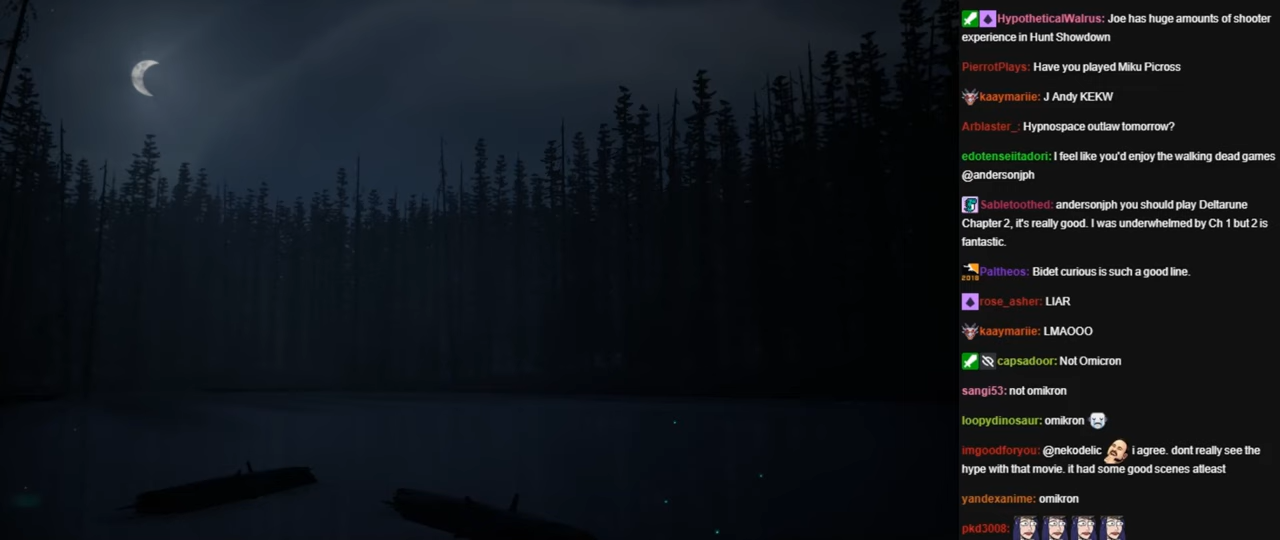 HypotheticalWalrus: Joe has huge amounts of shooter
experience in Hunt Showdown
PierrotPlays: Have you played Miku Picross
kaaymariie: J Andy KEKW
Arblaster_: Hypnospace outlaw tomorrow?
edotenseiitadori: I feel like you'd enjoy the walking dead games
@andersonjph
Sabletoothed: andersonjph you should play Deltarune
Chapter 2, it's really good. I was underwhelmed by Ch 1 but 2 is
fantastic.
2018 Paltheos: Bidet curious is such a good line.
rose_asher: LIAR
kaaymariie: LMAOOO
capsadoor: Not Omicron
sangi53: not omikron
loopydinosaur: omikron
imgoodforyou: @nekodelic i agree. dont really see the
hype with that movie. it had some good scenes atleast
yandexanime: omikron
pkd3008: